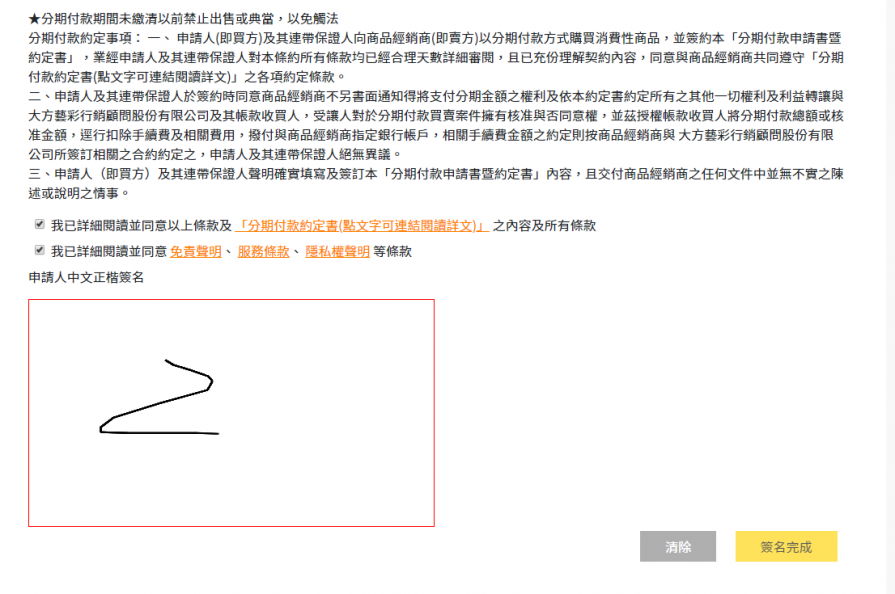 ★分期付款期間未繳清以前禁止出售或典當，以免觸法
分期付款約定事項： 一、 申請人(即買方)及其連帶保證人向商品經銷商(即賣方)以分期付款方式購買消費性商品，並簽約本「分期付款申請書暨
約定書」，業經申請人及其連帶保證人對本條約所有條款均已經合理天數詳細審閱，且已充份理解契約內容，同意與商品經銷商共同遵守「分期
付款約定書(點文字可連結閱讀詳文)」之各項約定條款。
二、申請人及其連帶保證人於簽約時同意商品經銷商不另書面通知得將支付分期金額之權利及依本約定書約定所有之其他一切權利及利益轉讓與
大方藝彩行銷顧問股份有限公司及其帳款收買人，受讓人對於分期付款買賣案件擁有核准與否同意權，並茲授權帳款收買人將分期付款總額或核
准金額，逕行扣除手續費及相關費用，撥付與商品經銷商指定銀行帳戶，相關手續費金額之約定則按商品經銷商與 大方藝彩行銷顧問股份有限
公司所簽訂相關之合約約定之，申請人及其連帶保證人絕無異議。
三、申請人（即買方）及其連帶保證人聲明確實填寫及簽訂本「分期付款申請書暨約定書」內容，且交付商品經銷商之任何文件中並無不實之陳
述或說明之情事。
我已詳細閱讀並同意以上條款及 「分期付款約定書(點文字可連結閱讀詳文)」 之內容及所有條款
我已詳細閱讀並同意 免責聲明、 服務條款、 隱私權聲明 等條款
申請人中文正楷簽名
清除 簽名完成